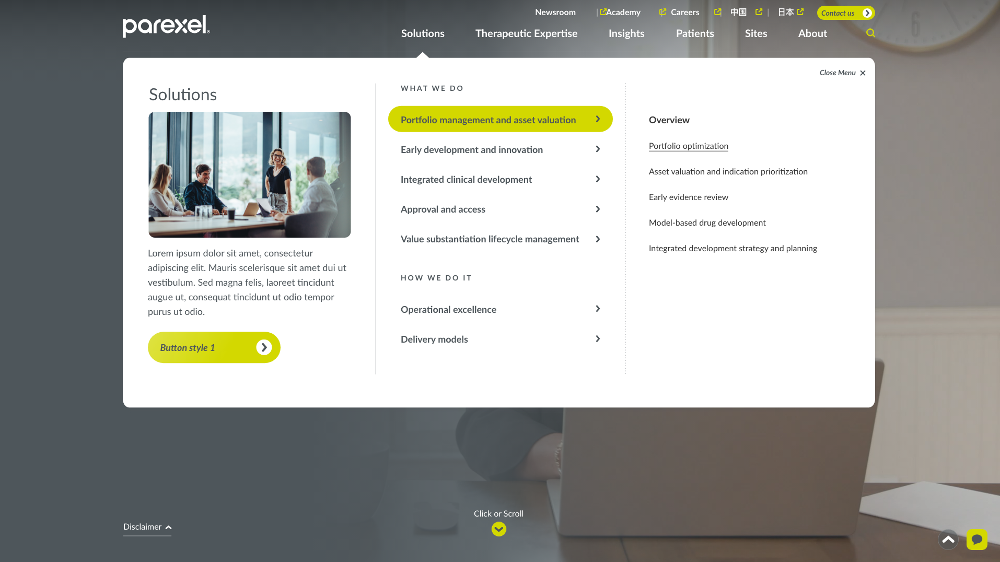 Newsroom | Academy Careers | 中国 | 日本 Contact us
parexel®
Solutions Therapeutic Expertise Insights Patients Sites About
Close Menu
Solutions
Lorem ipsum dolor sit amet, consectetur
adipiscing elit. Mauris scelerisque sit amet dui ut
vestibulum. Sed magna felis, laoreet tincidunt
augue ut, consequat tincidunt ut odio tempor
purus ut odio.
Button style 1
WHAT WE DO
Portfolio management and asset valuation
Early development and innovation
Integrated clinical development
Approval and access
Value substantiation lifecycle management
HOW WE DO IT
Operational excellence
Delivery models
Overview
Portfolio optimization
Asset valuation and indication prioritization
Early evidence review
Model-based drug development
Integrated development strategy and planning
6
Click or Scroll
Disclaimer